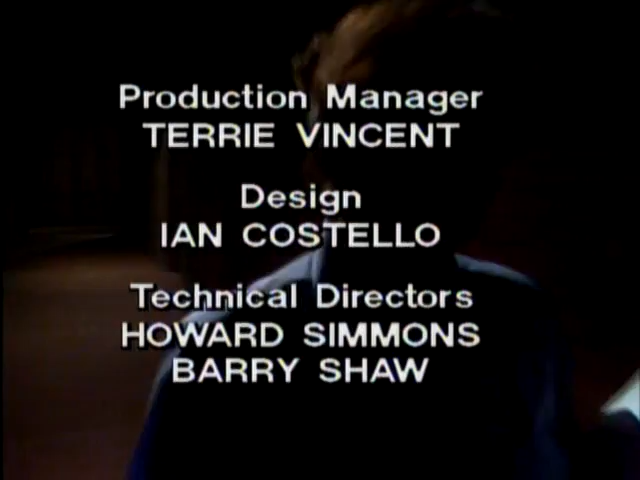 Production Manager
TERRIE VINCENT
Design
IAN COSTELLO
Technical Directors
HOWARD SIMMONS
BARRY SHAW